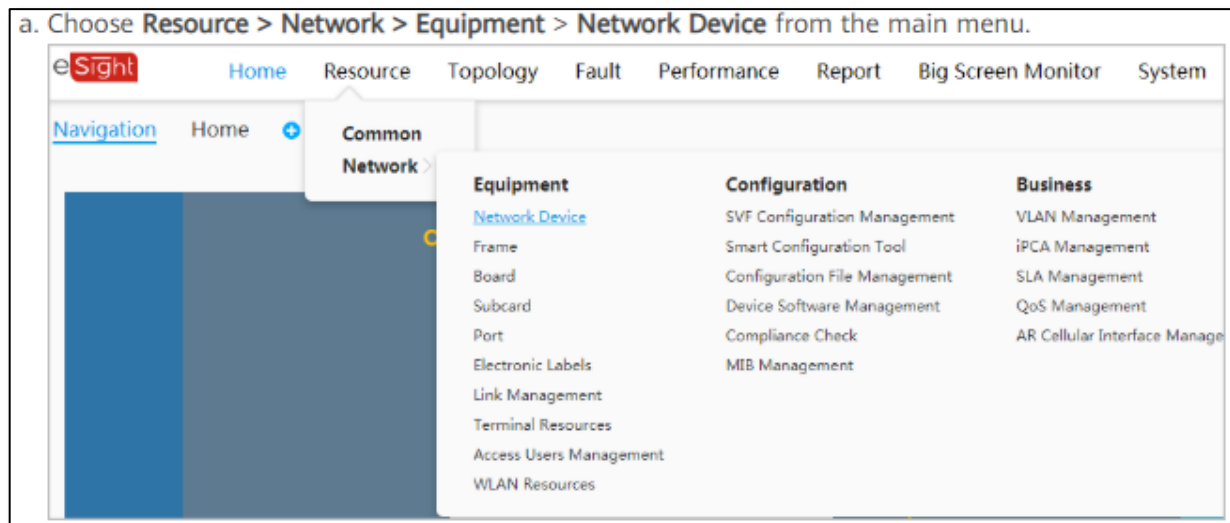 a. Choose Resource > Network > Equipment > Network Device from the main menu.
eSight Home Resource Topology Fault Performance Report Big Screen Monitor System
Navigation Home
Common
Network
Equipment
Network Device
Frame
Board
Subcard
Port
Electronic Labels
Link Management
Terminal Resources
Access Users Management
WLAN Resources
Configuration
SVF Configuration Management
Smart Configuration Tool
Configuration File Management
Device Software Management
Compliance Check
MIB Management
Business
VLAN Management
iPCA Management
SLA Management
QoS Management
AR Cellular Interface Manage